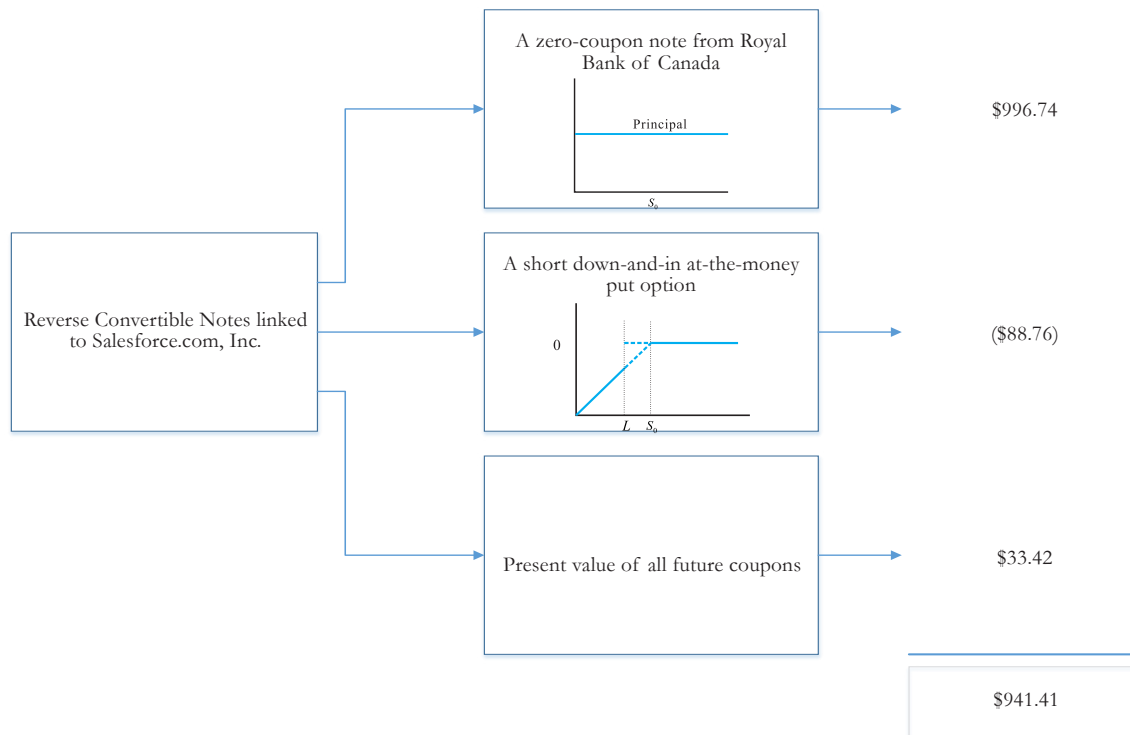 A zero-coupon note from Royal
Bank of Canada
Principal
S₀
$996.74
Reverse Convertible Notes linked
to Salesforce.com, Inc.
A short down-and-in at-the-money
put option
0
L S₀
($88.76)
Present value of all future coupons
$33.42
$941.41